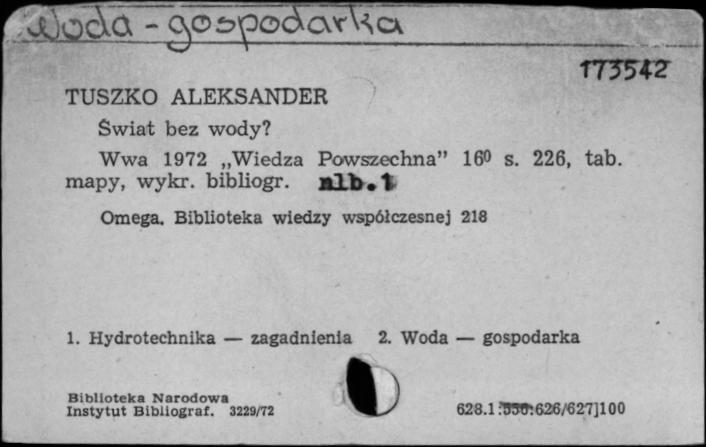 Woda - gospodarka
173542
TUSZKO ALEKSANDER
Świat bez wody?
Wwa 1972 „Wiedza Powszechna” 16⁰ s. 226, tab.
mapy, wykr. bibliogr. nlb.1
Omega. Biblioteka wiedzy współczesnej 218
1. Hydrotechnika — zagadnienia 2. Woda — gospodarka
Biblioteka Narodowa
Instytut Bibliograf. 3229/72
628.1:556:626/627]100